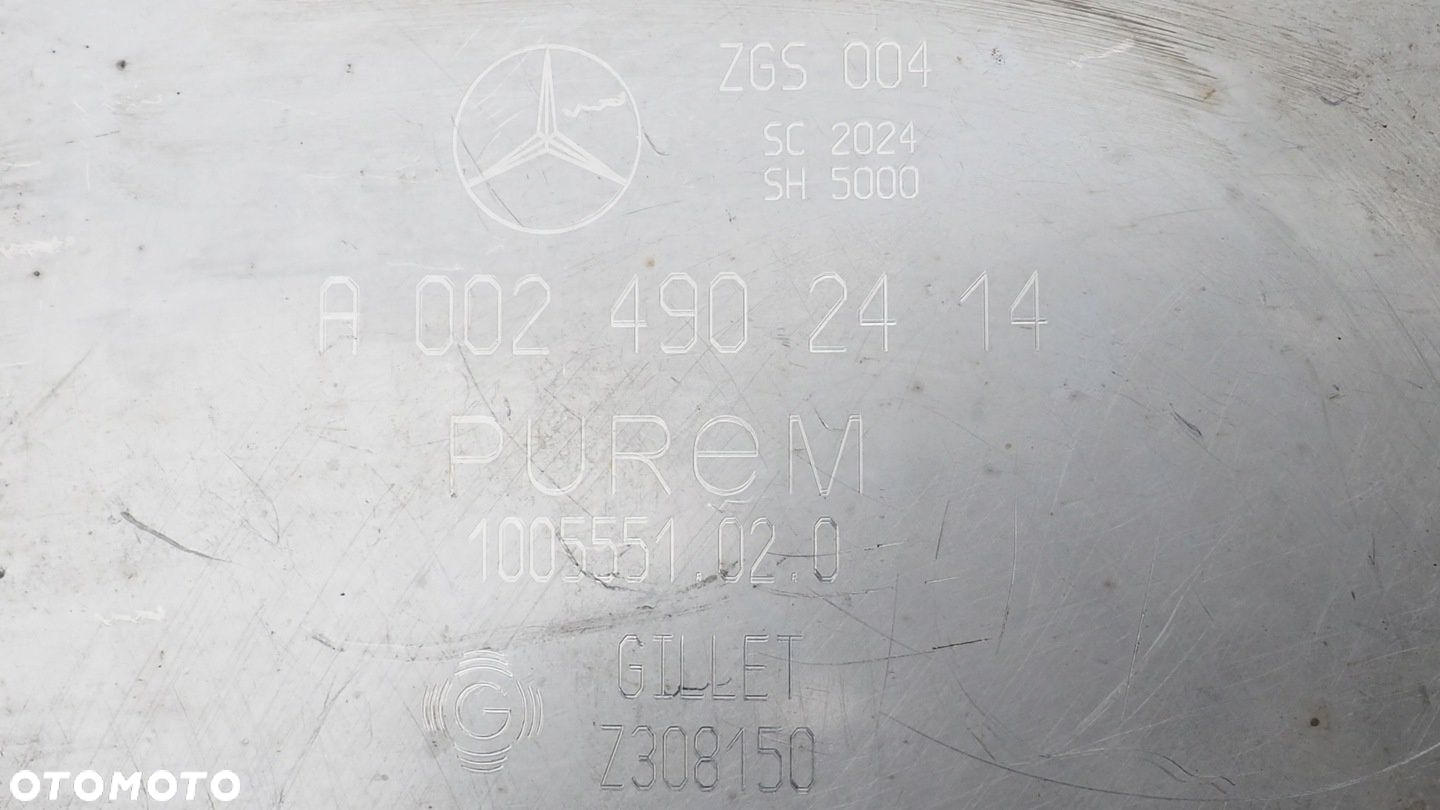 ZGS 004
SC 2024
SH 5000
A 002 490 24 14
PUReM
1005551.02.0
GILLET
G
Z308150
OTOMOTO